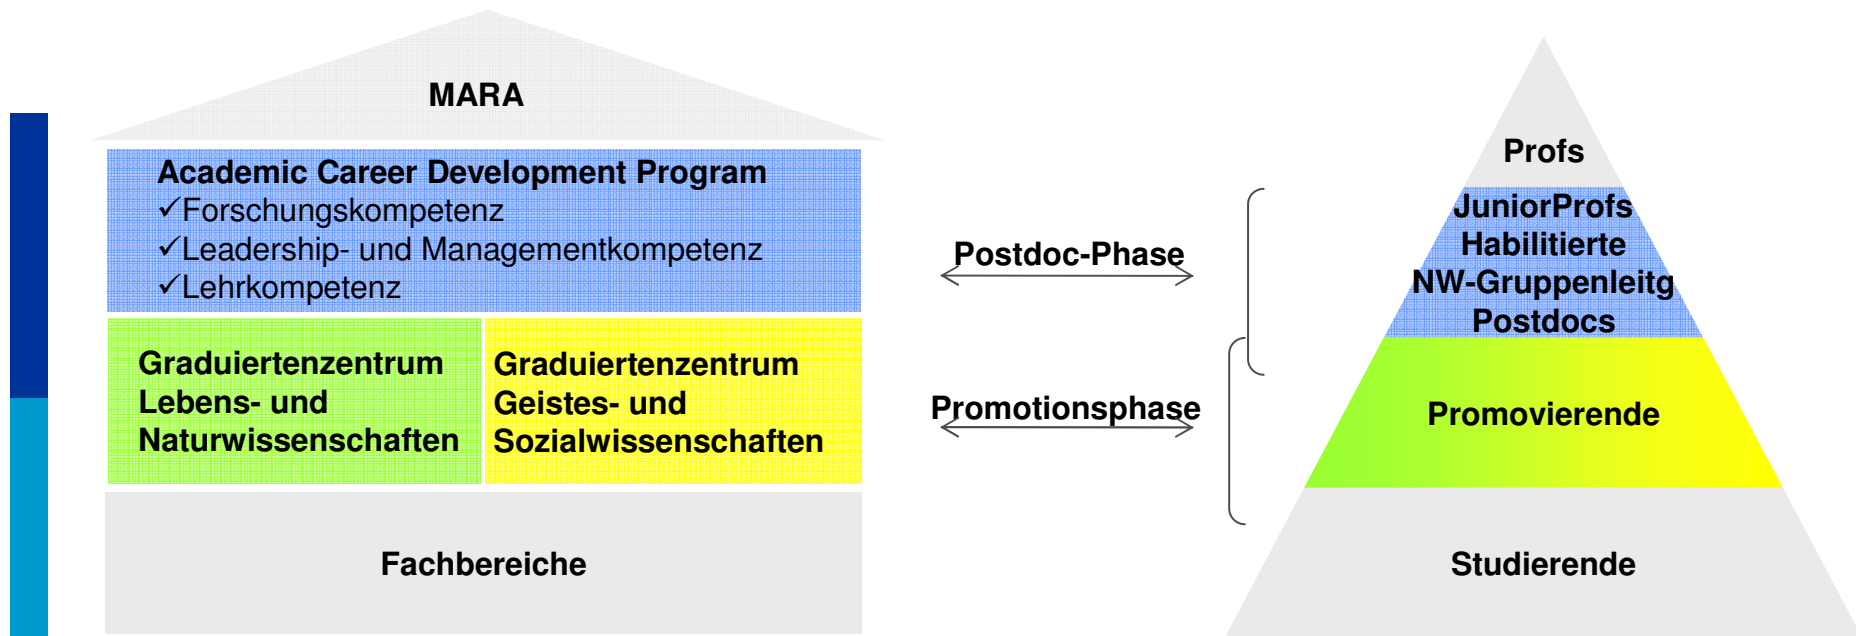 MARA
Academic Career Development Program
✓Forschungskompetenz
✓Leadership- und Managementkompetenz
✓Lehrkompetenz
Graduiertenzentrum
Lebens- und
Naturwissenschaften
Graduiertenzentrum
Geistes- und
Sozialwissenschaften
Fachbereiche
Postdoc-Phase
Promotionsphase
Profs
JuniorProfs
Habilitierte
NW-Gruppenleitg
Postdocs
Promovierende
Studierende